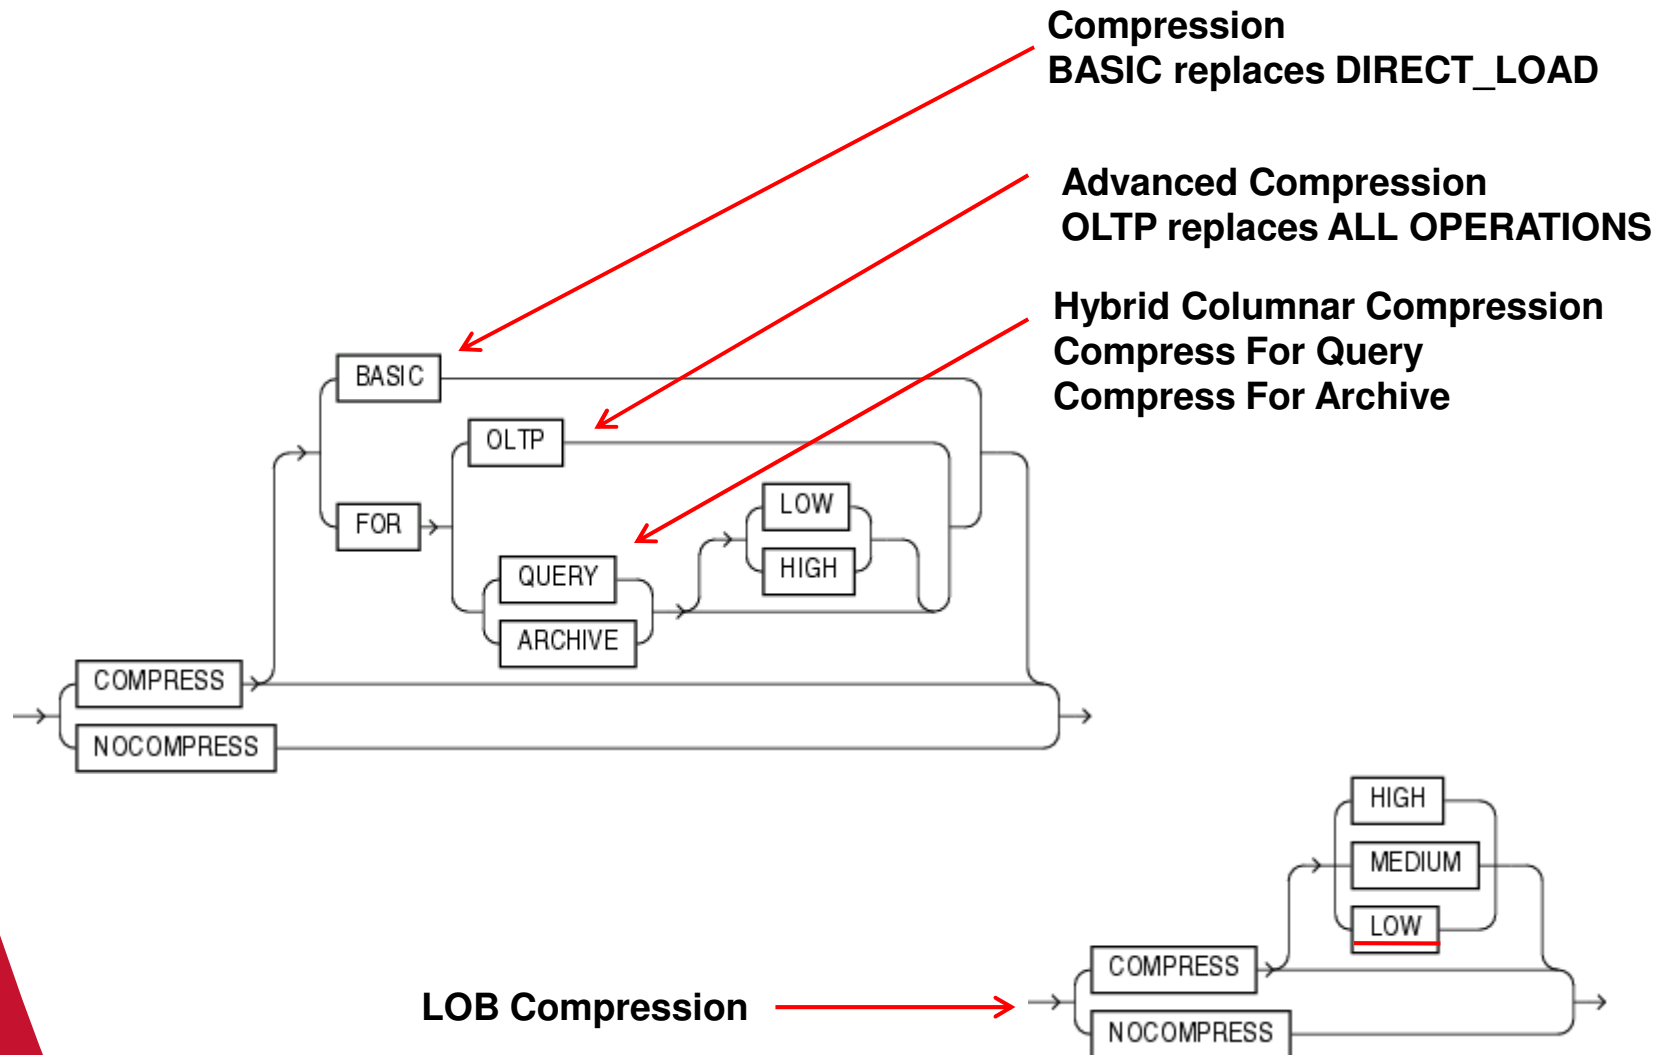 Compression
BASIC replaces DIRECT_LOAD
Advanced Compression
OLTP replaces ALL OPERATIONS
Hybrid Columnar Compression
Compress For Query
Compress For Archive
BASIC
OLTP
LOW
FOR
HIGH
QUERY
ARCHIVE
COMPRESS
NOCOMPRESS
HIGH
MEDIUM
LOW
COMPRESS
LOB Compression
NOCOMPRESS